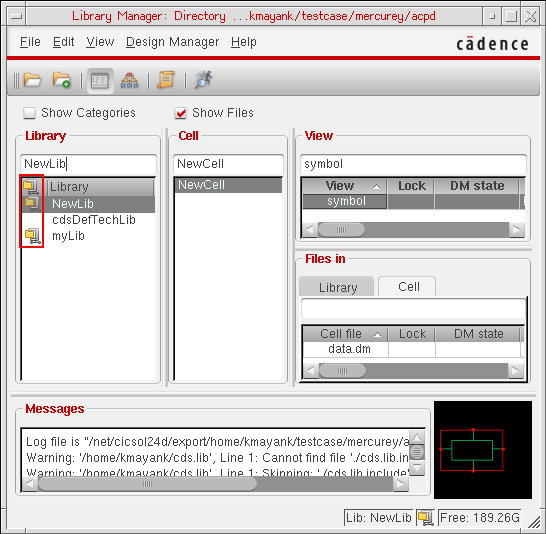 Library Manager: Directory ...kmayank/testcase/mercurey/acpd
File Edit View Design Manager Help
cādence
Show Categories
Show Files
Library
NewLib
Library
NewLib
cdsDefTechLib
myLib
Cell
NewCell
NewCell
View
symbol
View Lock DM state
symbol
Files in
Library Cell
Cell file Lock DM state
data.dm
Messages
Log file is "/net/cicsol24d/export/home/kmayank/testcase/mercurey/a
Warning: '/home/kmayank/cds.lib', Line 1: Cannot find file './cds.lib.in
Warning: '/home/kmayank/cds.lib', Line 1: Skipping: './cds.lib.include'
Lib: NewLib
Free: 189.26G